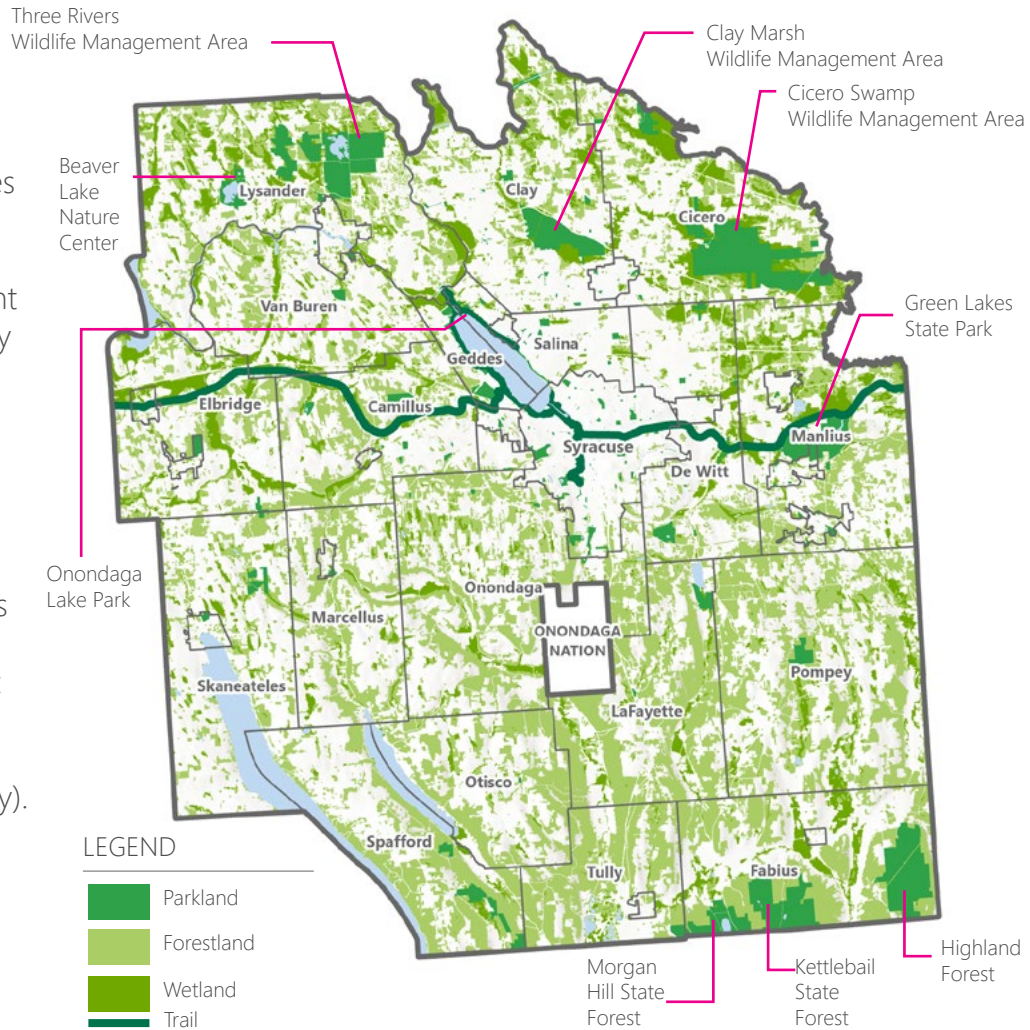 Three Rivers
Wildlife Management Area
Clay Marsh
Wildlife Management Area
Cicero Swamp
Wildlife Management Area
es
Beaver
Lake
Nature
Center
Lysander
Clay
Cicero
nt
y
Van Buren
Green Lakes
State Park
Salina
Geddes
Elbridge
Camillus
Syracuse
Manlius
De Witt
Onondaga
Lake Park
s
Onondaga
Marcellus
ONONDAGA
NATION
Skaneateles
Pompey
LaFayette
Otisco
y).
Spafford
Tully
Fabius
LEGEND
Parkland
Forestland
Wetland
Trail
Morgan
Hill State
Forest
Kettlebail
State
Forest
Highland
Forest